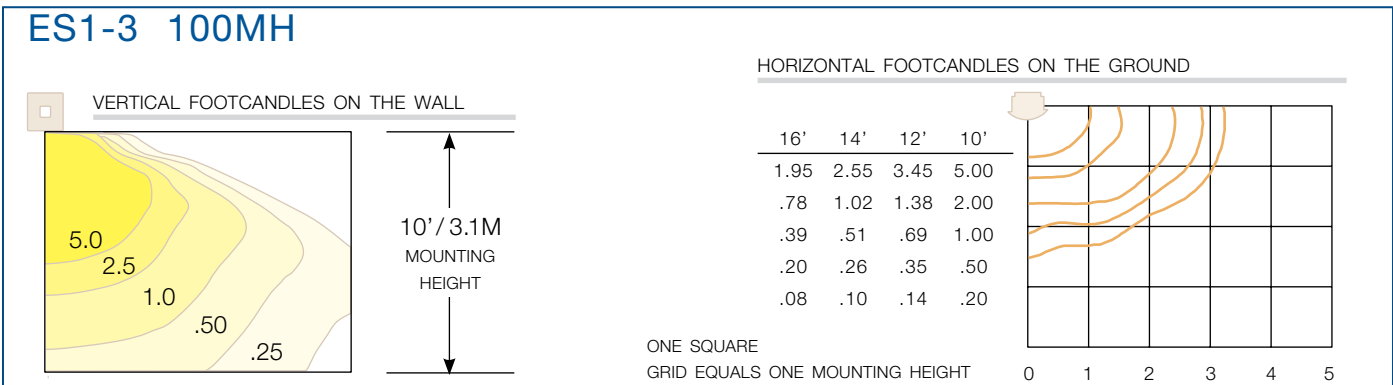 ES1-3 100MH
VERTICAL FOOTCANDLES ON THE WALL
5.0
2.5
1.0
.50
.25
10’/ 3.1M
MOUNTING
HEIGHT
HORIZONTAL FOOTCANDLES ON THE GROUND
16’ 14’ 12’ 10’
1.95 2.55 3.45 5.00
.78 1.02 1.38 2.00
.39 .51 .69 1.00
.20 .26 .35 .50
.08 .10 .14 .20
ONE SQUARE
GRID EQUALS ONE MOUNTING HEIGHT
0 1 2 3 4 5